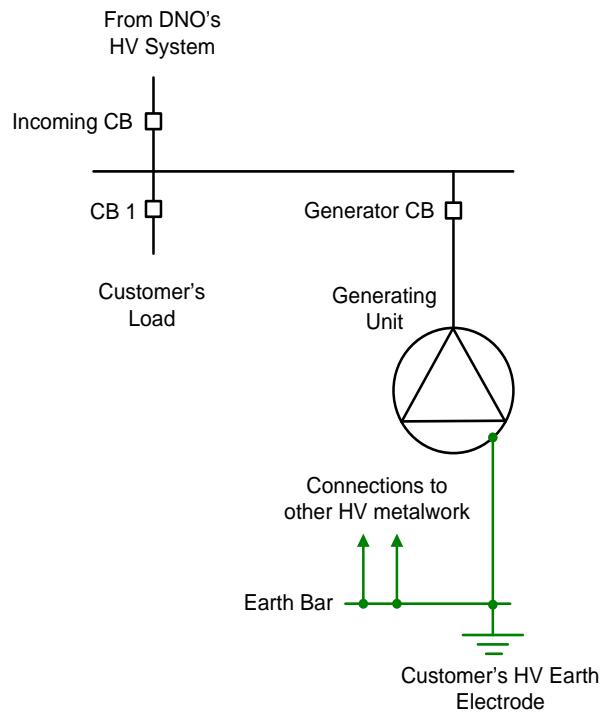 From DNO's
HV System
Incoming CB
CB 1
Generator CB
Customer's
Load
Generating
Unit
Connections to
other HV metalwork
Earth Bar
Customer's HV Earth
Electrode